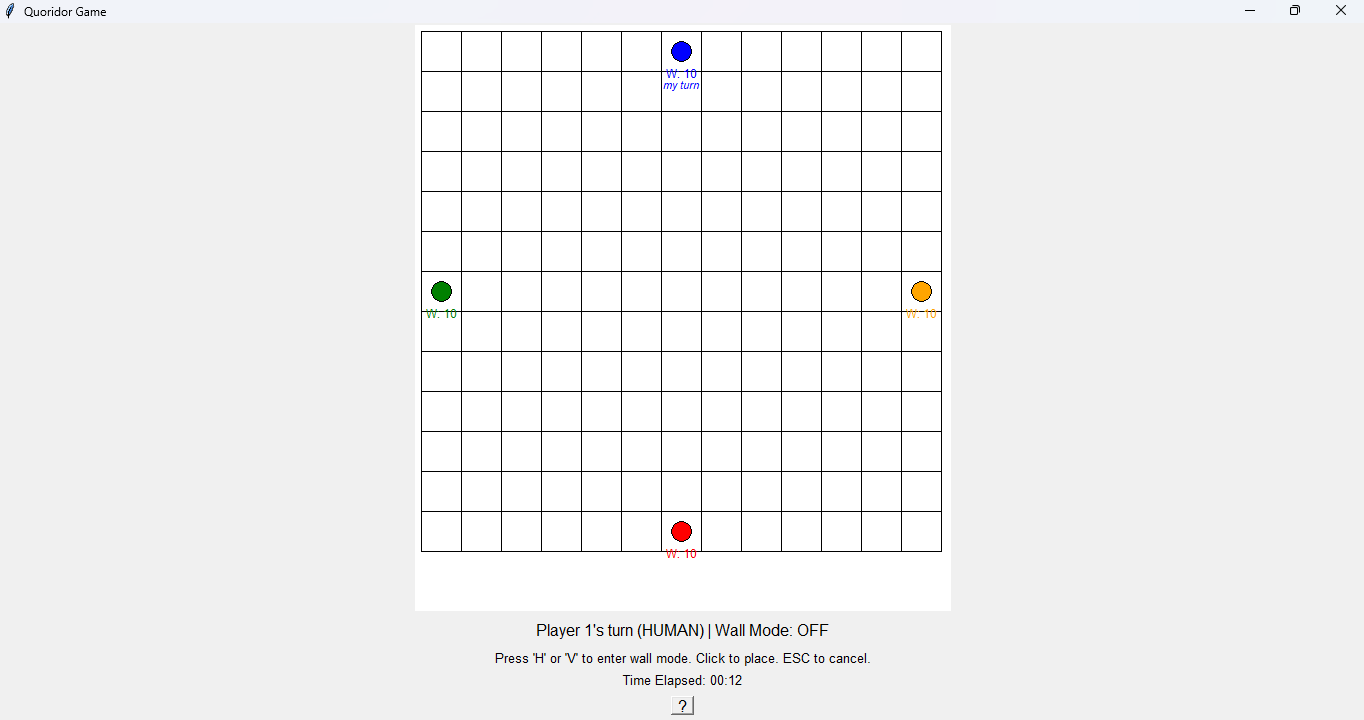 Quoridor Game
W: 10
my turn
W: 10
W: 10
W: 10
Player 1's turn (HUMAN) | Wall Mode: OFF
Press 'H' or 'V' to enter wall mode. Click to place. ESC to cancel.
Time Elapsed: 00:12
?